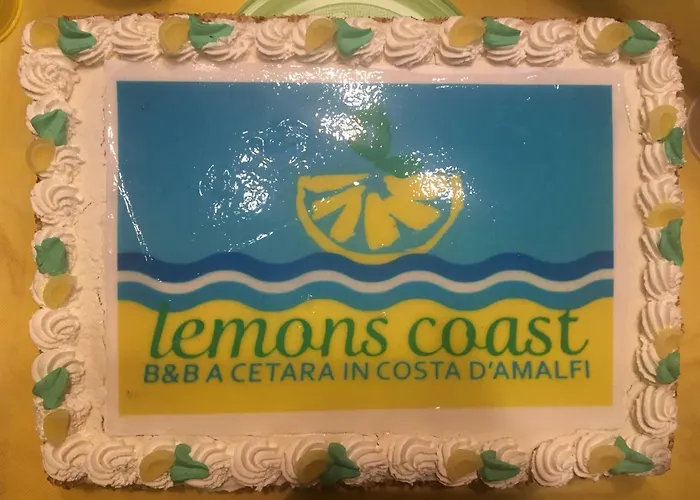 lemons coast
B&B A CETARA IN COSTA D'AMALFI